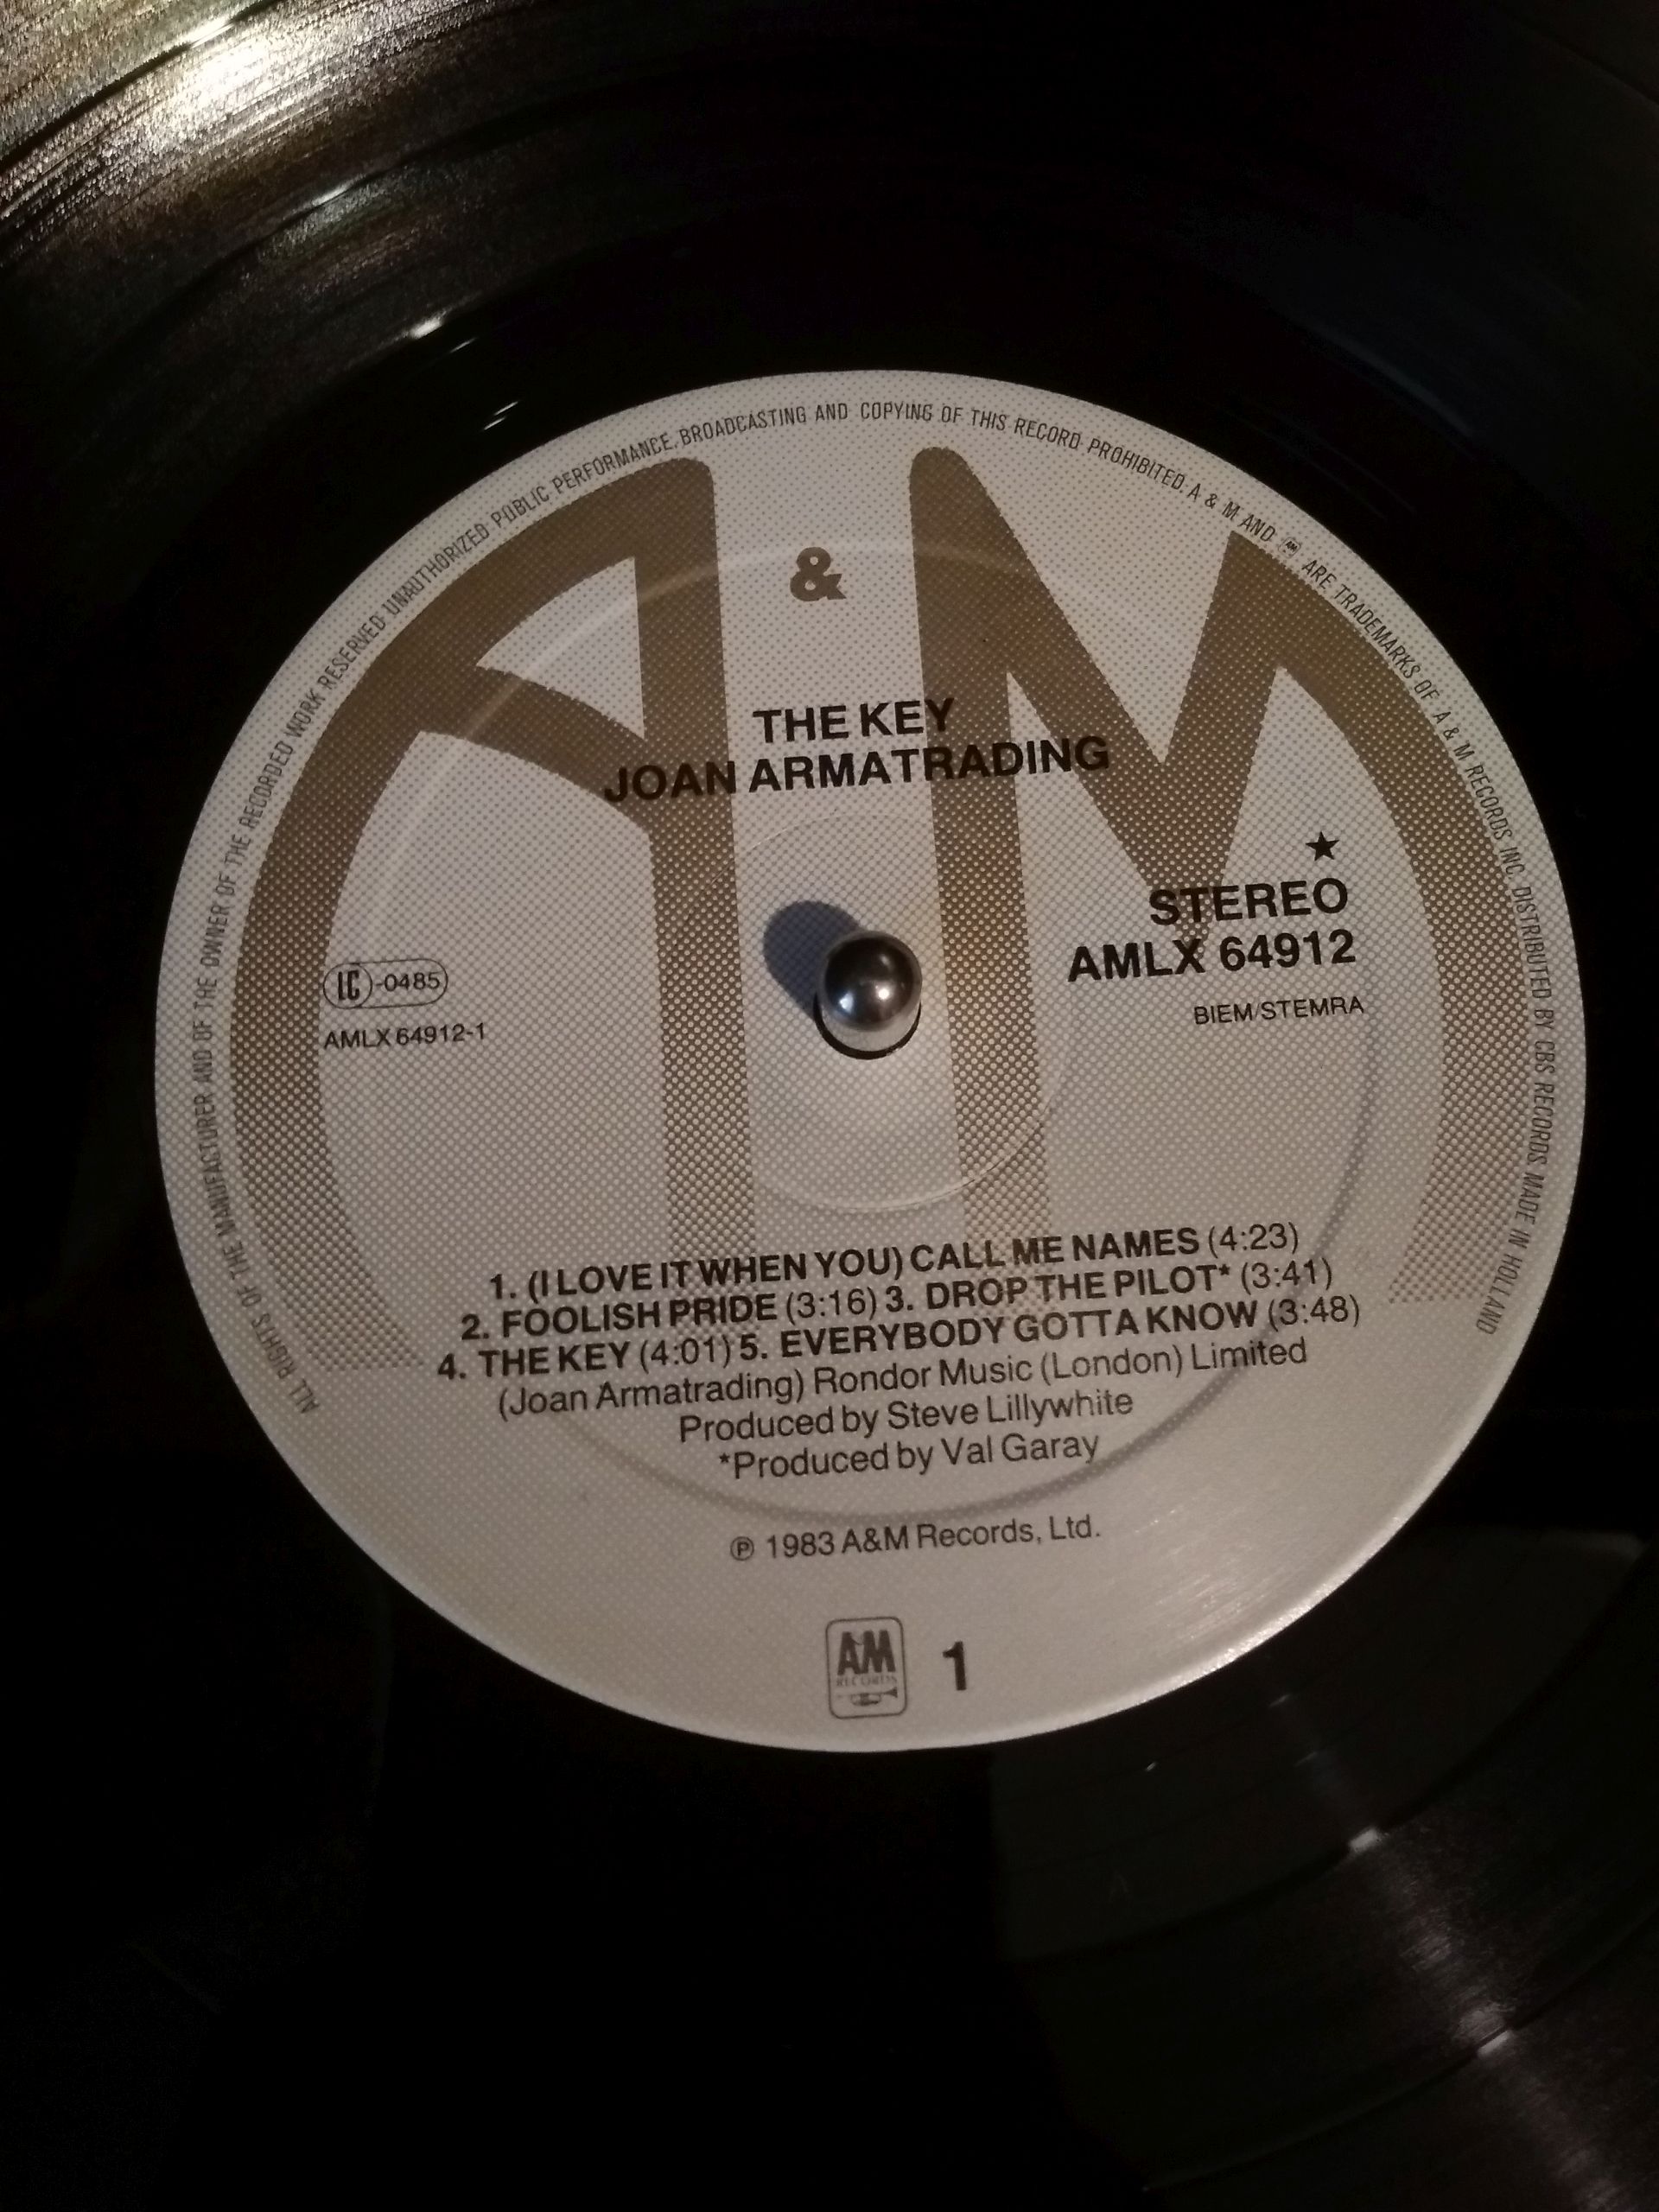 ALL RIGHTS OF THE MANUFACTURER AND OF THE OWNER OF THE RECORDED WORK RESERVED·UNAUTHORIZED PUBLIC PERFORMANCE, BROADCASTING AND COPYING OF THIS RECORD PROHIBITED. A & M AND AM ARE TRADEMARKS OF A & M RECORDS INC. DISTRIBUTED BY CBS RECORDS. MADE IN HOLLAND
A & M
THE KEY
JOAN ARMATRADING
★
STEREO
AMLX 64912
BIEM/STEMRA
LC-0485
AMLX 64912-1
1. (I LOVE IT WHEN YOU) CALL ME NAMES (4:23)
2. FOOLISH PRIDE (3:16) 3. DROP THE PILOT* (3:41)
4. THE KEY (4:01) 5. EVERYBODY GOTTA KNOW (3:48)
(Joan Armatrading) Rondor Music (London) Limited
Produced by Steve Lillywhite
*Produced by Val Garay
℗ 1983 A&M Records, Ltd.
AM
RECORDS
1